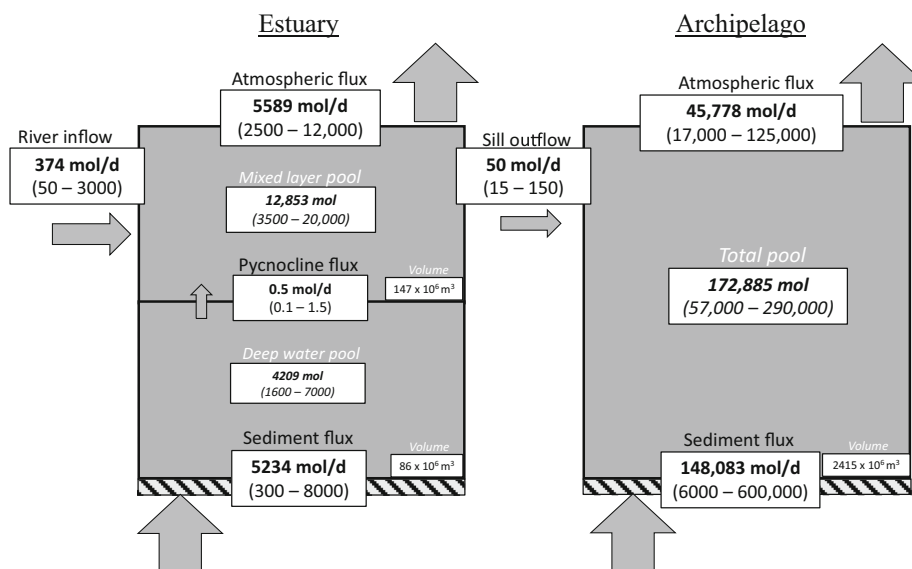 Estuary
Archipelago
Atmospheric flux
5589 mol/d
(2500 – 12,000)
Atmospheric flux
45,778 mol/d
(17,000 – 125,000)
River inflow
374 mol/d
(50 – 3000)
Sill outflow
50 mol/d
(15 – 150)
Mixed layer pool
12,853 mol
(3500 – 20,000)
Total pool
172,885 mol
(57,000 – 290,000)
Pycnocline flux
0.5 mol/d
(0.1 – 1.5)
Volume
147 x 10⁶ m³
Deep water pool
4209 mol
(1600 – 7000)
Sediment flux
5234 mol/d
(300 – 8000)
Volume
86 x 10⁶ m³
Sediment flux
148,083 mol/d
(6000 – 600,000)
Volume
2415 x 10⁶ m³